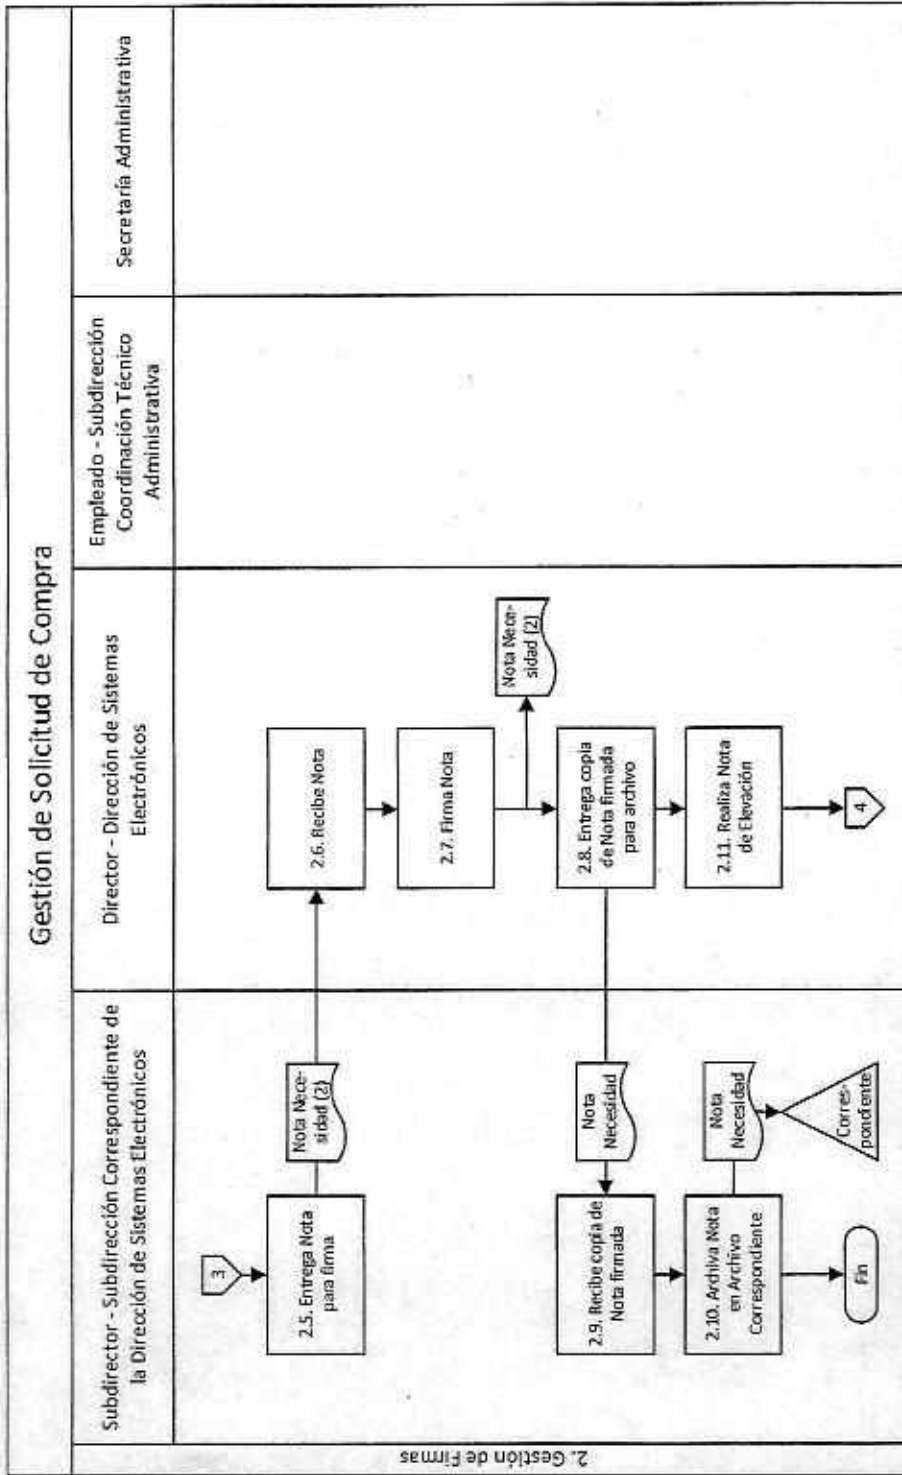 Gestión de Solicitud de Compra
Subdirector - Subdirección Correspondiente de
la Dirección de Sistemas Electrónicos
Director - Dirección de Sistemas
Electrónicos
Empleado - Subdirección
Coordinación Técnico
Administrativa
Secretaría Administrativa
2. Gestión de Firmas
3
2.5. Entrega Nota
para firma
Nota Nece-
sidad (2)
2.6. Recibe Nota
2.7. Firma Nota
Nota Nece-
sidad (2)
2.8. Entrega copia
de Nota firmada
para archivo
Nota
Necesidad
2.9. Recibe copia de
Nota firmada
2.10. Archiva Nota
en Archivo
Correspondiente
Nota
Necesidad
Corres-
pondiente
Fin
2.11. Realiza Nota
de Elevación
4